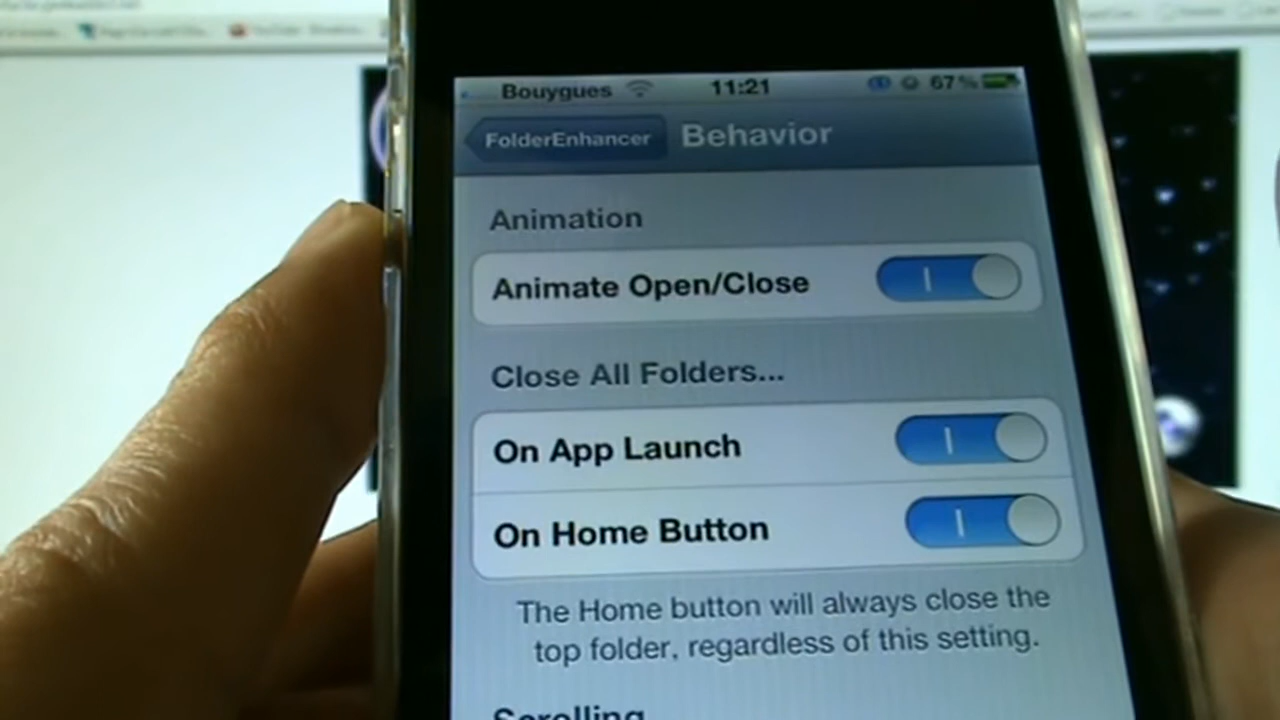 Bouygues 11:21 67%
FolderEnhancer Behavior
Animation
Animate Open/Close
Close All Folders...
On App Launch
On Home Button
The Home button will always close the
top folder, regardless of this setting.
Scrolling